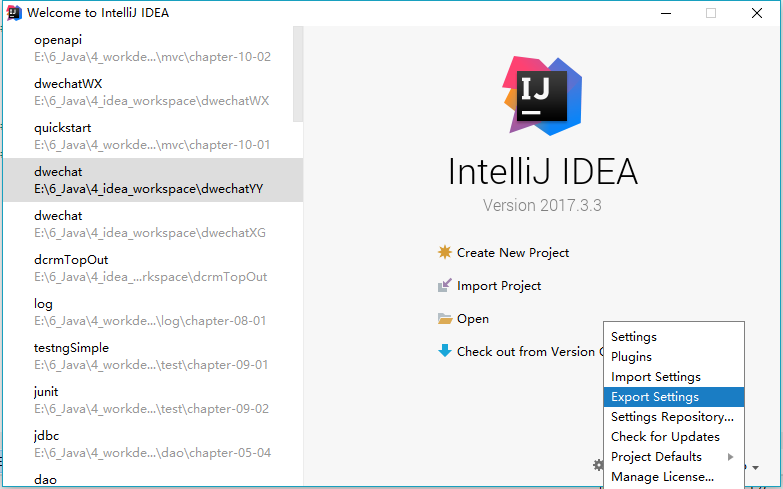 Welcome to IntelliJ IDEA
openapi
E:\6_Java\4_workde...\mvc\chapter-10-02
dwechatWX
E:\6_Java\4_idea_workspace\dwechatWX
quickstart
E:\6_Java\4_workde...\mvc\chapter-10-01
dwechat
E:\6_Java\4_idea_workspace\dwechatYY
dwechat
E:\6_Java\4_idea_workspace\dwechatXG
dcrmTopOut
E:\6_Java\4_idea_...rkspace\dcrmTopOut
log
E:\6_Java\4_workde...\log\chapter-08-01
testngSimple
E:\6_Java\4_workde...\test\chapter-09-01
junit
E:\6_Java\4_workde...\test\chapter-09-02
jdbc
E:\6_Java\4_workde...\dao\chapter-05-04
dao
IJ
IntelliJ IDEA
Version 2017.3.3
Create New Project
Import Project
Open
Check out from Version
Settings
Plugins
Import Settings
Export Settings
Settings Repository...
Check for Updates
Project Defaults
Manage License...